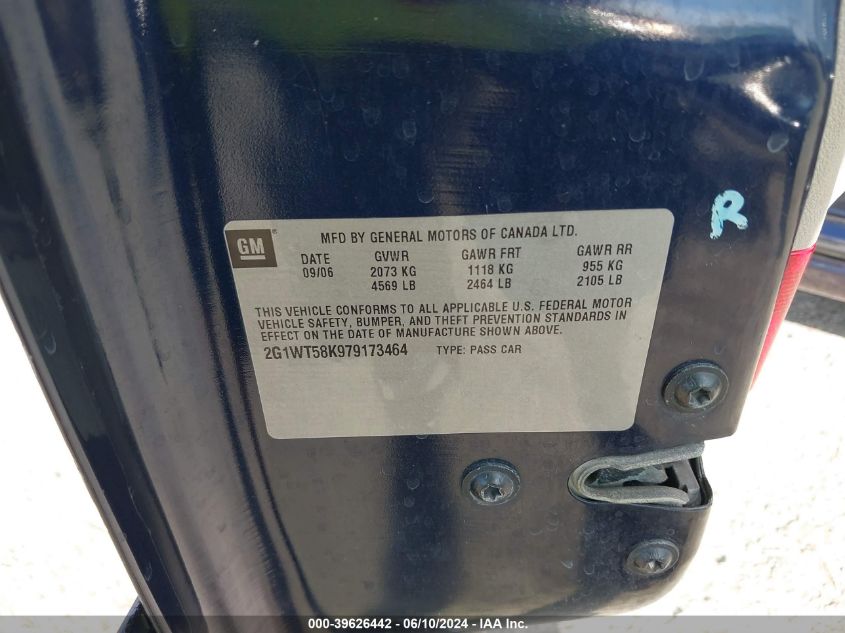 R
GM
MFD BY GENERAL MOTORS OF CANADA LTD.
DATE GVWR GAWR FRT GAWR RR
09/06 2073 KG 1118 KG 955 KG
4569 LB 2464 LB 2105 LB
THIS VEHICLE CONFORMS TO ALL APPLICABLE U.S. FEDERAL MOTOR
VEHICLE SAFETY, BUMPER, AND THEFT PREVENTION STANDARDS IN
EFFECT ON THE DATE OF MANUFACTURE SHOWN ABOVE.
2G1WT58K979173464 TYPE: PASS CAR
000-39626442 - 06/10/2024 - IAA Inc.